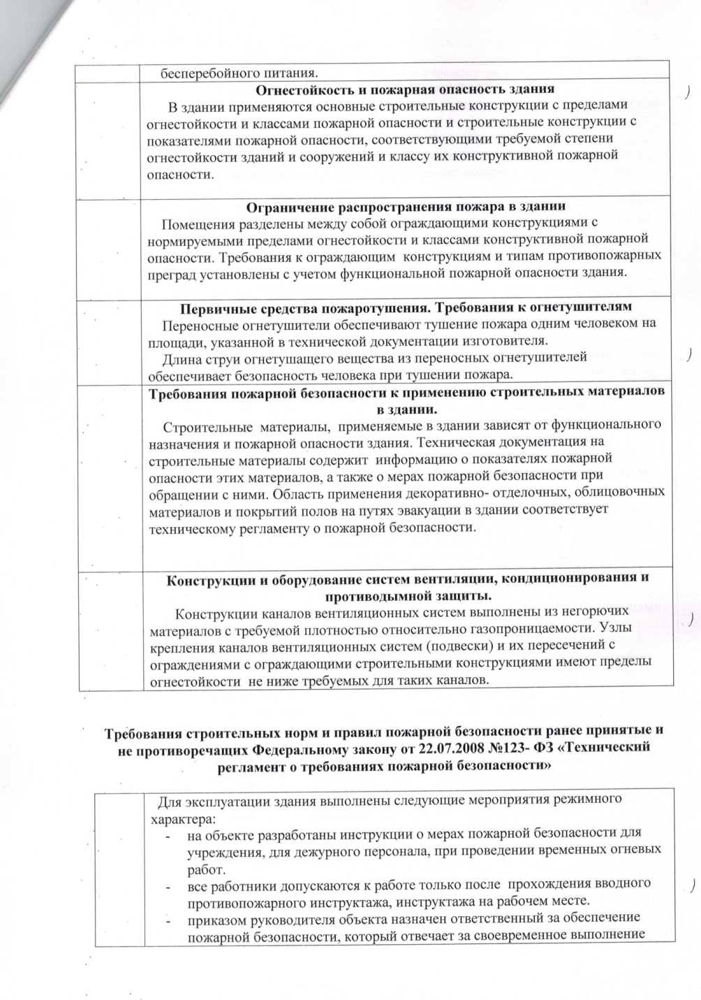 бесперебойного питания.
Огнестойкость и пожарная опасность здания
В здании применяются основные строительные конструкции с пределами
огнестойкости и классами пожарной опасности и строительные конструкции с
показателями пожарной опасности, соответствующими требуемой степени
огнестойкости зданий и сооружений и классу их конструктивной пожарной
опасности.
Ограничение распространения пожара в здании
Помещения разделены между собой ограждающими конструкциями с
нормируемыми пределами огнестойкости и классами конструктивной пожарной
опасности. Требования к ограждающим конструкциям и типам противопожарных
преград установлены с учетом функциональной пожарной опасности здания.
Первичные средства пожаротушения. Требования к огнетушителям
Переносные огнетушители обеспечивают тушение пожара одним человеком на
площади, указанной в технической документации изготовителя.
Длина струи огнетушащего вещества из переносных огнетушителей
обеспечивает безопасность человека при тушении пожара.
Требования пожарной безопасности к применению строительных материалов
в здании.
Строительные материалы, применяемые в здании зависят от функционального
назначения и пожарной опасности здания. Техническая документация на
строительные материалы содержит информацию о показателях пожарной
опасности этих материалов, а также о мерах пожарной безопасности при
обращении с ними. Область применения декоративно- отделочных, облицовочных
материалов и покрытий полов на путях эвакуации в здании соответствует
техническому регламенту о пожарной безопасности.
Конструкции и оборудование систем вентиляции, кондиционирования и
противодымной защиты.
Конструкции каналов вентиляционных систем выполнены из негорючих
материалов с требуемой плотностью относительно газопроницаемости. Узлы
крепления каналов вентиляционных систем (подвески) и их пересечений с
ограждениями с ограждающими строительными конструкциями имеют пределы
огнестойкости не ниже требуемых для таких каналов.
Требования строительных норм и правил пожарной безопасности ранее принятые и
не противоречащих Федеральному закону от 22.07.2008 №123- ФЗ «Технический
регламент о требованиях пожарной безопасности»
Для эксплуатации здания выполнены следующие мероприятия режимного
характера:
- на объекте разработаны инструкции о мерах пожарной безопасности для
учреждения, для дежурного персонала, при проведении временных огневых
работ.
- все работники допускаются к работе только после прохождения вводного
противопожарного инструктажа, инструктажа на рабочем месте.
- приказом руководителя объекта назначен ответственный за обеспечение
пожарной безопасности, который отвечает за своевременное выполнение